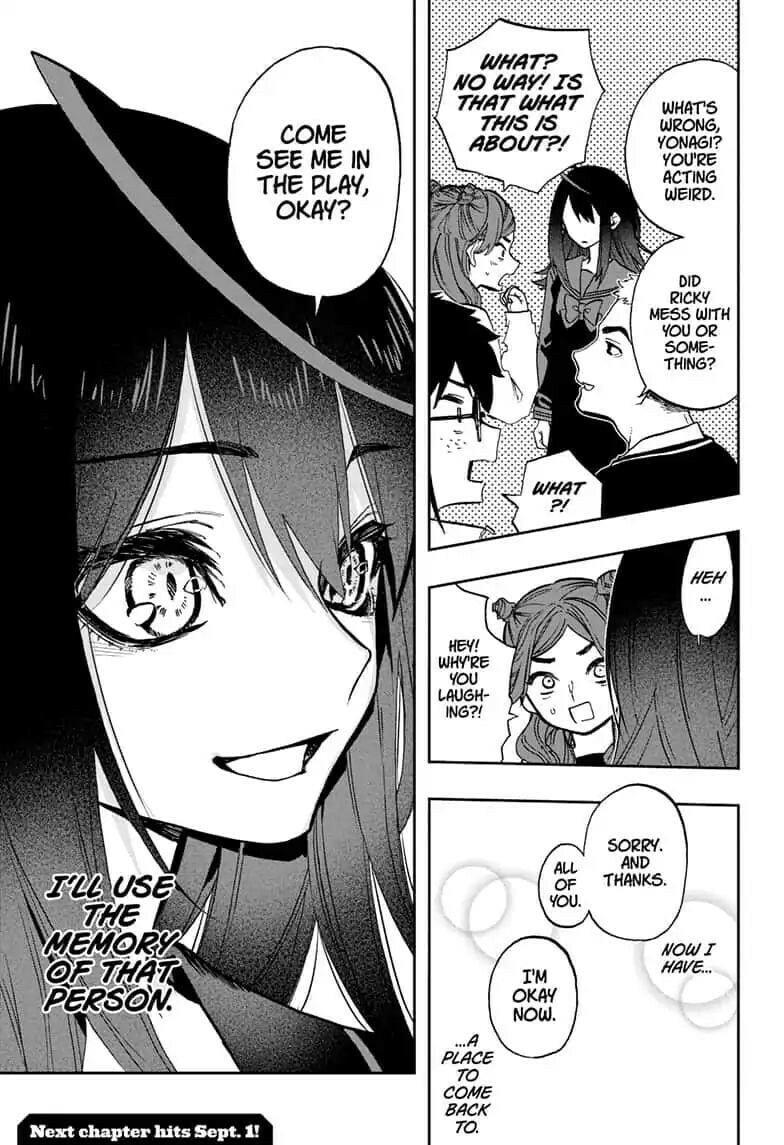 WHAT'S
WRONG,
YONAGI?
YOU'RE
ACTING
WEIRD.
DID
RICKY
MESS WITH
YOU OR
SOME-
THING?
WHAT?
NO WAY! IS
THAT WHAT
THIS IS
ABOUT?!
WHAT
?!
HEH
...
HEY!
WHY'RE
YOU
LAUGH-
ING?!
SORRY.
AND
THANKS.
ALL
OF
YOU.
NOW I
HAVE...
I'M
OKAY
NOW.
...A
PLACE
TO
COME
BACK
TO.
COME
SEE ME IN
THE PLAY,
OKAY?
I'LL USE
THE
MEMORY
OF THAT
PERSON.
Next chapter hits Sept. 1!